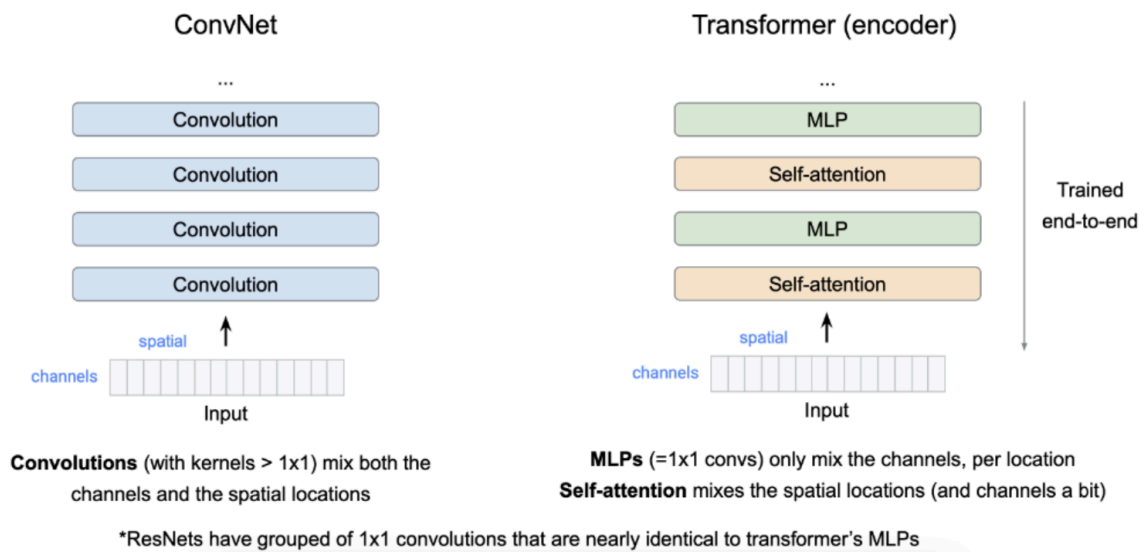 ConvNet
...
Convolution
Convolution
Convolution
Convolution
spatial
channels
Input
Convolutions (with kernels > 1x1) mix both the
channels and the spatial locations
Transformer (encoder)
...
MLP
Self-attention
MLP
Self-attention
Trained
end-to-end
spatial
channels
Input
MLPs (=1x1 convs) only mix the channels, per location
Self-attention mixes the spatial locations (and channels a bit)
*ResNets have grouped of 1x1 convolutions that are nearly identical to transformer's MLPs